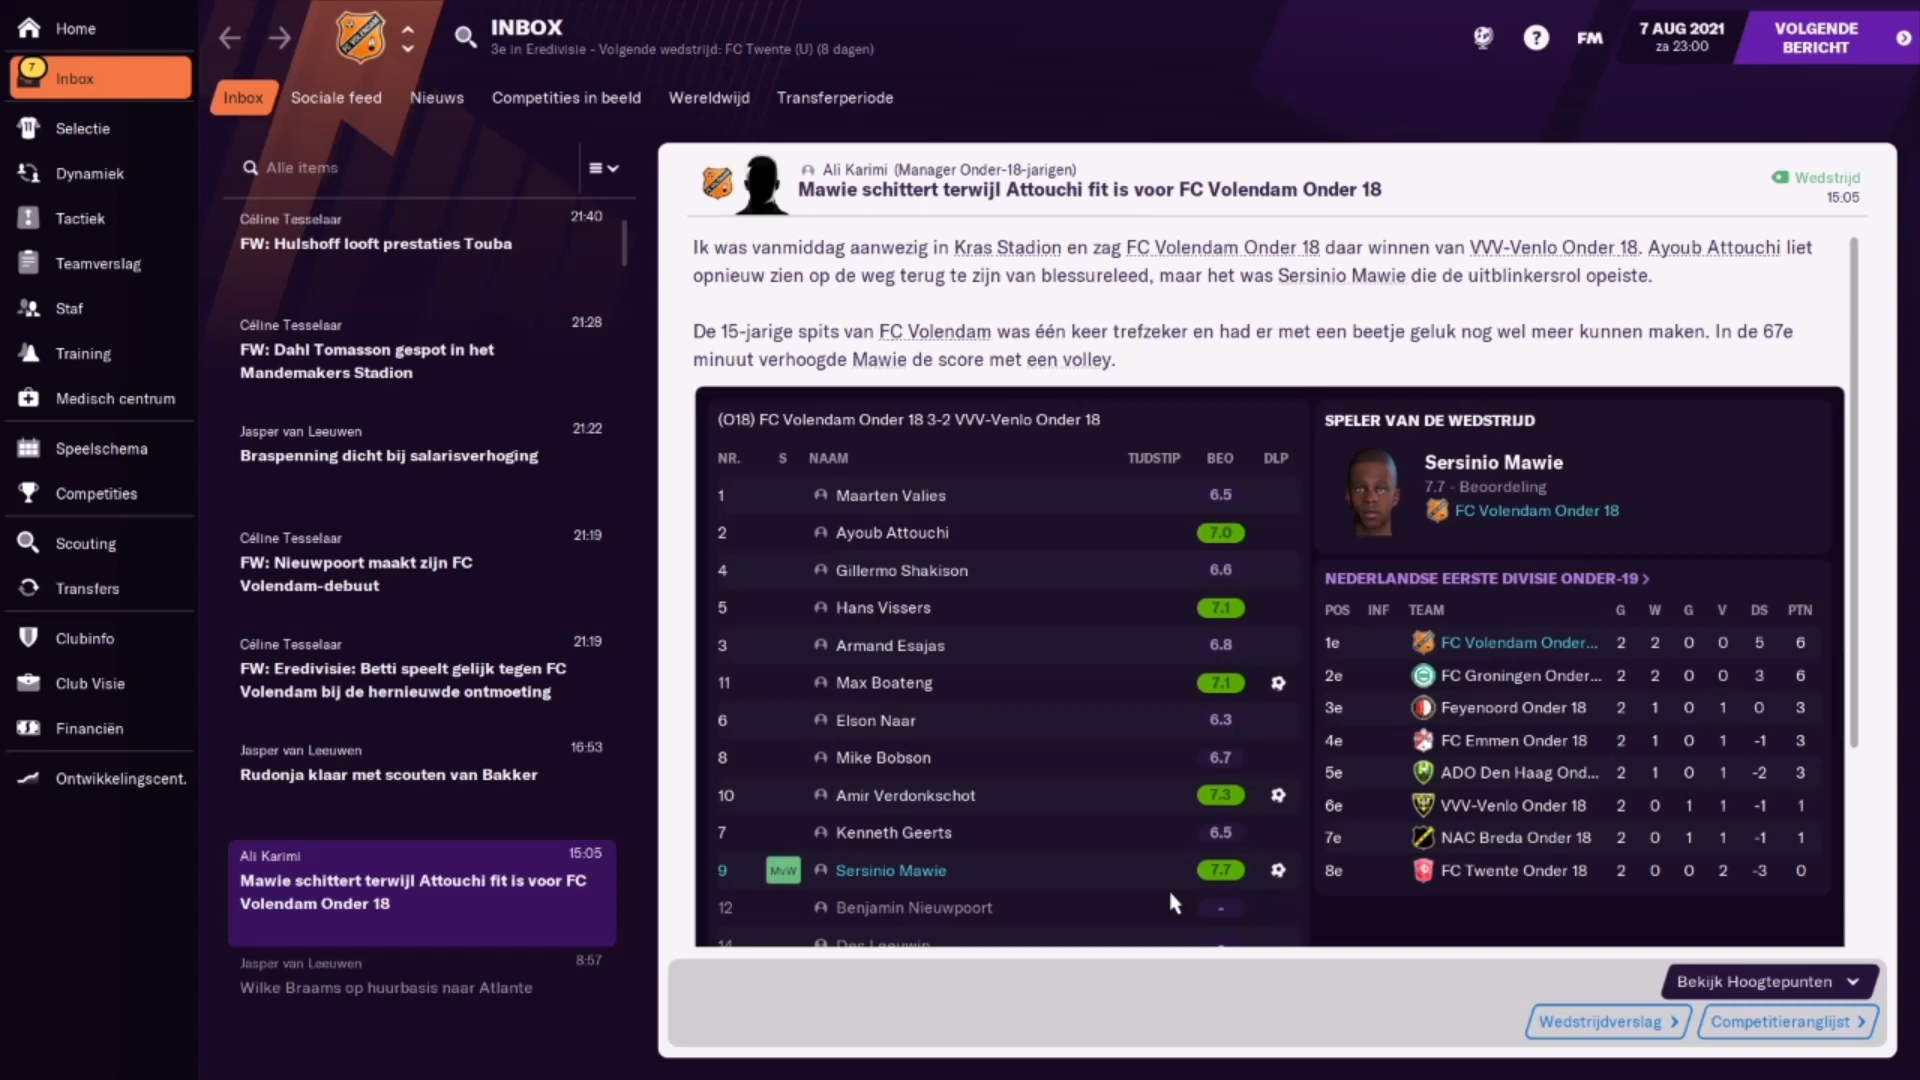 Home
7
Inbox
Selectie
Dynamiek
Tactiek
Teamverslag
Staf
Training
Medisch centrum
Speelschema
Competities
Scouting
Transfers
Clubinfo
Club Visie
Financiën
Ontwikkelingscent.
INBOX
3e in Eredivisie - Volgende wedstrijd: FC Twente (U) (8 dagen)
? FM
7 AUG 2021
za 23:00
VOLGENDE
BERICHT
Inbox Sociale feed Nieuws Competities in beeld Wereldwijd Transferperiode
Alle items
Céline Tesselaar 21:40
FW: Hulshoff looft prestaties Touba
Céline Tesselaar 21:28
FW: Dahl Tomasson gespot in het
Mandemakers Stadion
Jasper van Leeuwen 21:22
Braspenning dicht bij salarisverhoging
Céline Tesselaar 21:19
FW: Nieuwpoort maakt zijn FC
Volendam-debuut
Céline Tesselaar 21:19
FW: Eredivisie: Betti speelt gelijk tegen FC
Volendam bij de hernieuwde ontmoeting
Jasper van Leeuwen 16:53
Rudonja klaar met scouten van Bakker
Ali Karimi 15:05
Mawie schittert terwijl Attouchi fit is voor FC
Volendam Onder 18
Jasper van Leeuwen 8:57
Wilke Braams op huurbasis naar Atlante
Ali Karimi (Manager Onder-18-jarigen)
Mawie schittert terwijl Attouchi fit is voor FC Volendam Onder 18
Wedstrijd
15:05
Ik was vanmiddag aanwezig in Kras Stadion en zag FC Volendam Onder 18 daar winnen van VVV-Venlo Onder 18. Ayoub Attouchi liet
opnieuw zien op de weg terug te zijn van blessureleed, maar het was Sersinio Mawie die de uitblinkersrol opeiste.
De 15-jarige spits van FC Volendam was één keer trefzeker en had er met een beetje geluk nog wel meer kunnen maken. In de 67e
minuut verhoogde Mawie de score met een volley.
(O18) FC Volendam Onder 18 3-2 VVV-Venlo Onder 18
NR. S NAAM TIJDSTIP BEO DLP
1 Maarten Valies 6.5
2 Ayoub Attouchi 7.0
4 Gillermo Shakison 6.6
5 Hans Vissers 7.1
3 Armand Esajas 6.8
11 Max Boateng 7.1
6 Elson Naar 6.3
8 Mike Bobson 6.7
10 Amir Verdonkschot 7.3
7 Kenneth Geerts 6.5
9 MvW Sersinio Mawie 7.7
12 Benjamin Nieuwpoort -
14 Des Leeuwin -
SPELER VAN DE WEDSTRIJD
Sersinio Mawie
7.7 - Beoordeling
FC Volendam Onder 18
NEDERLANDSE EERSTE DIVISIE ONDER-19
POS INF TEAM G W G V DS PTN
1e FC Volendam Onder... 2 2 0 0 5 6
2e FC Groningen Onder... 2 2 0 0 3 6
3e Feyenoord Onder 18 2 1 0 1 0 3
4e FC Emmen Onder 18 2 1 0 1 -1 3
5e ADO Den Haag Ond... 2 1 0 1 -2 3
6e VVV-Venlo Onder 18 2 0 1 1 -1 1
7e NAC Breda Onder 18 2 0 1 1 -1 1
8e FC Twente Onder 18 2 0 0 2 -3 0
Bekijk Hoogtepunten
Wedstrijdverslag
Competitieranglijst